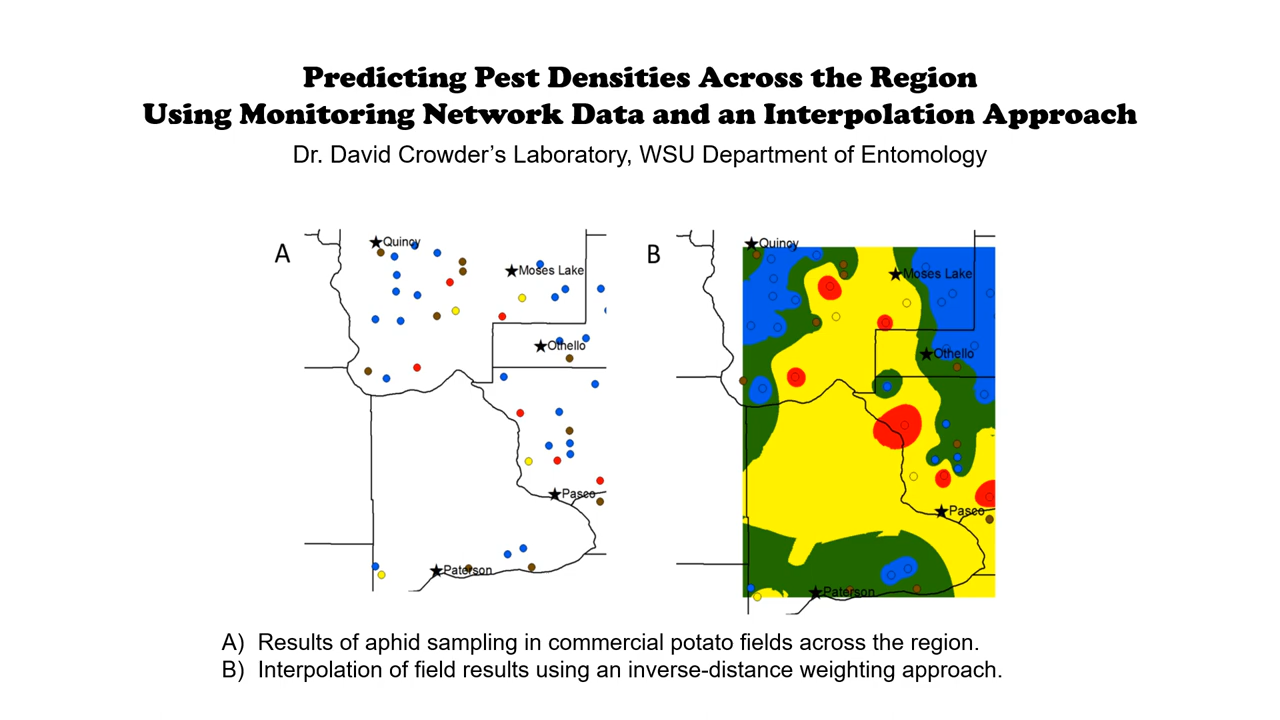 Predicting Pest Densities Across the Region
Using Monitoring Network Data and an Interpolation Approach
Dr. David Crowder’s Laboratory, WSU Department of Entomology
A
Quincy
Moses Lake
Othello
Pasco
Paterson
B
Quincy
Moses Lake
Othello
Pasco
Paterson
A) Results of aphid sampling in commercial potato fields across the region.
B) Interpolation of field results using an inverse-distance weighting approach.